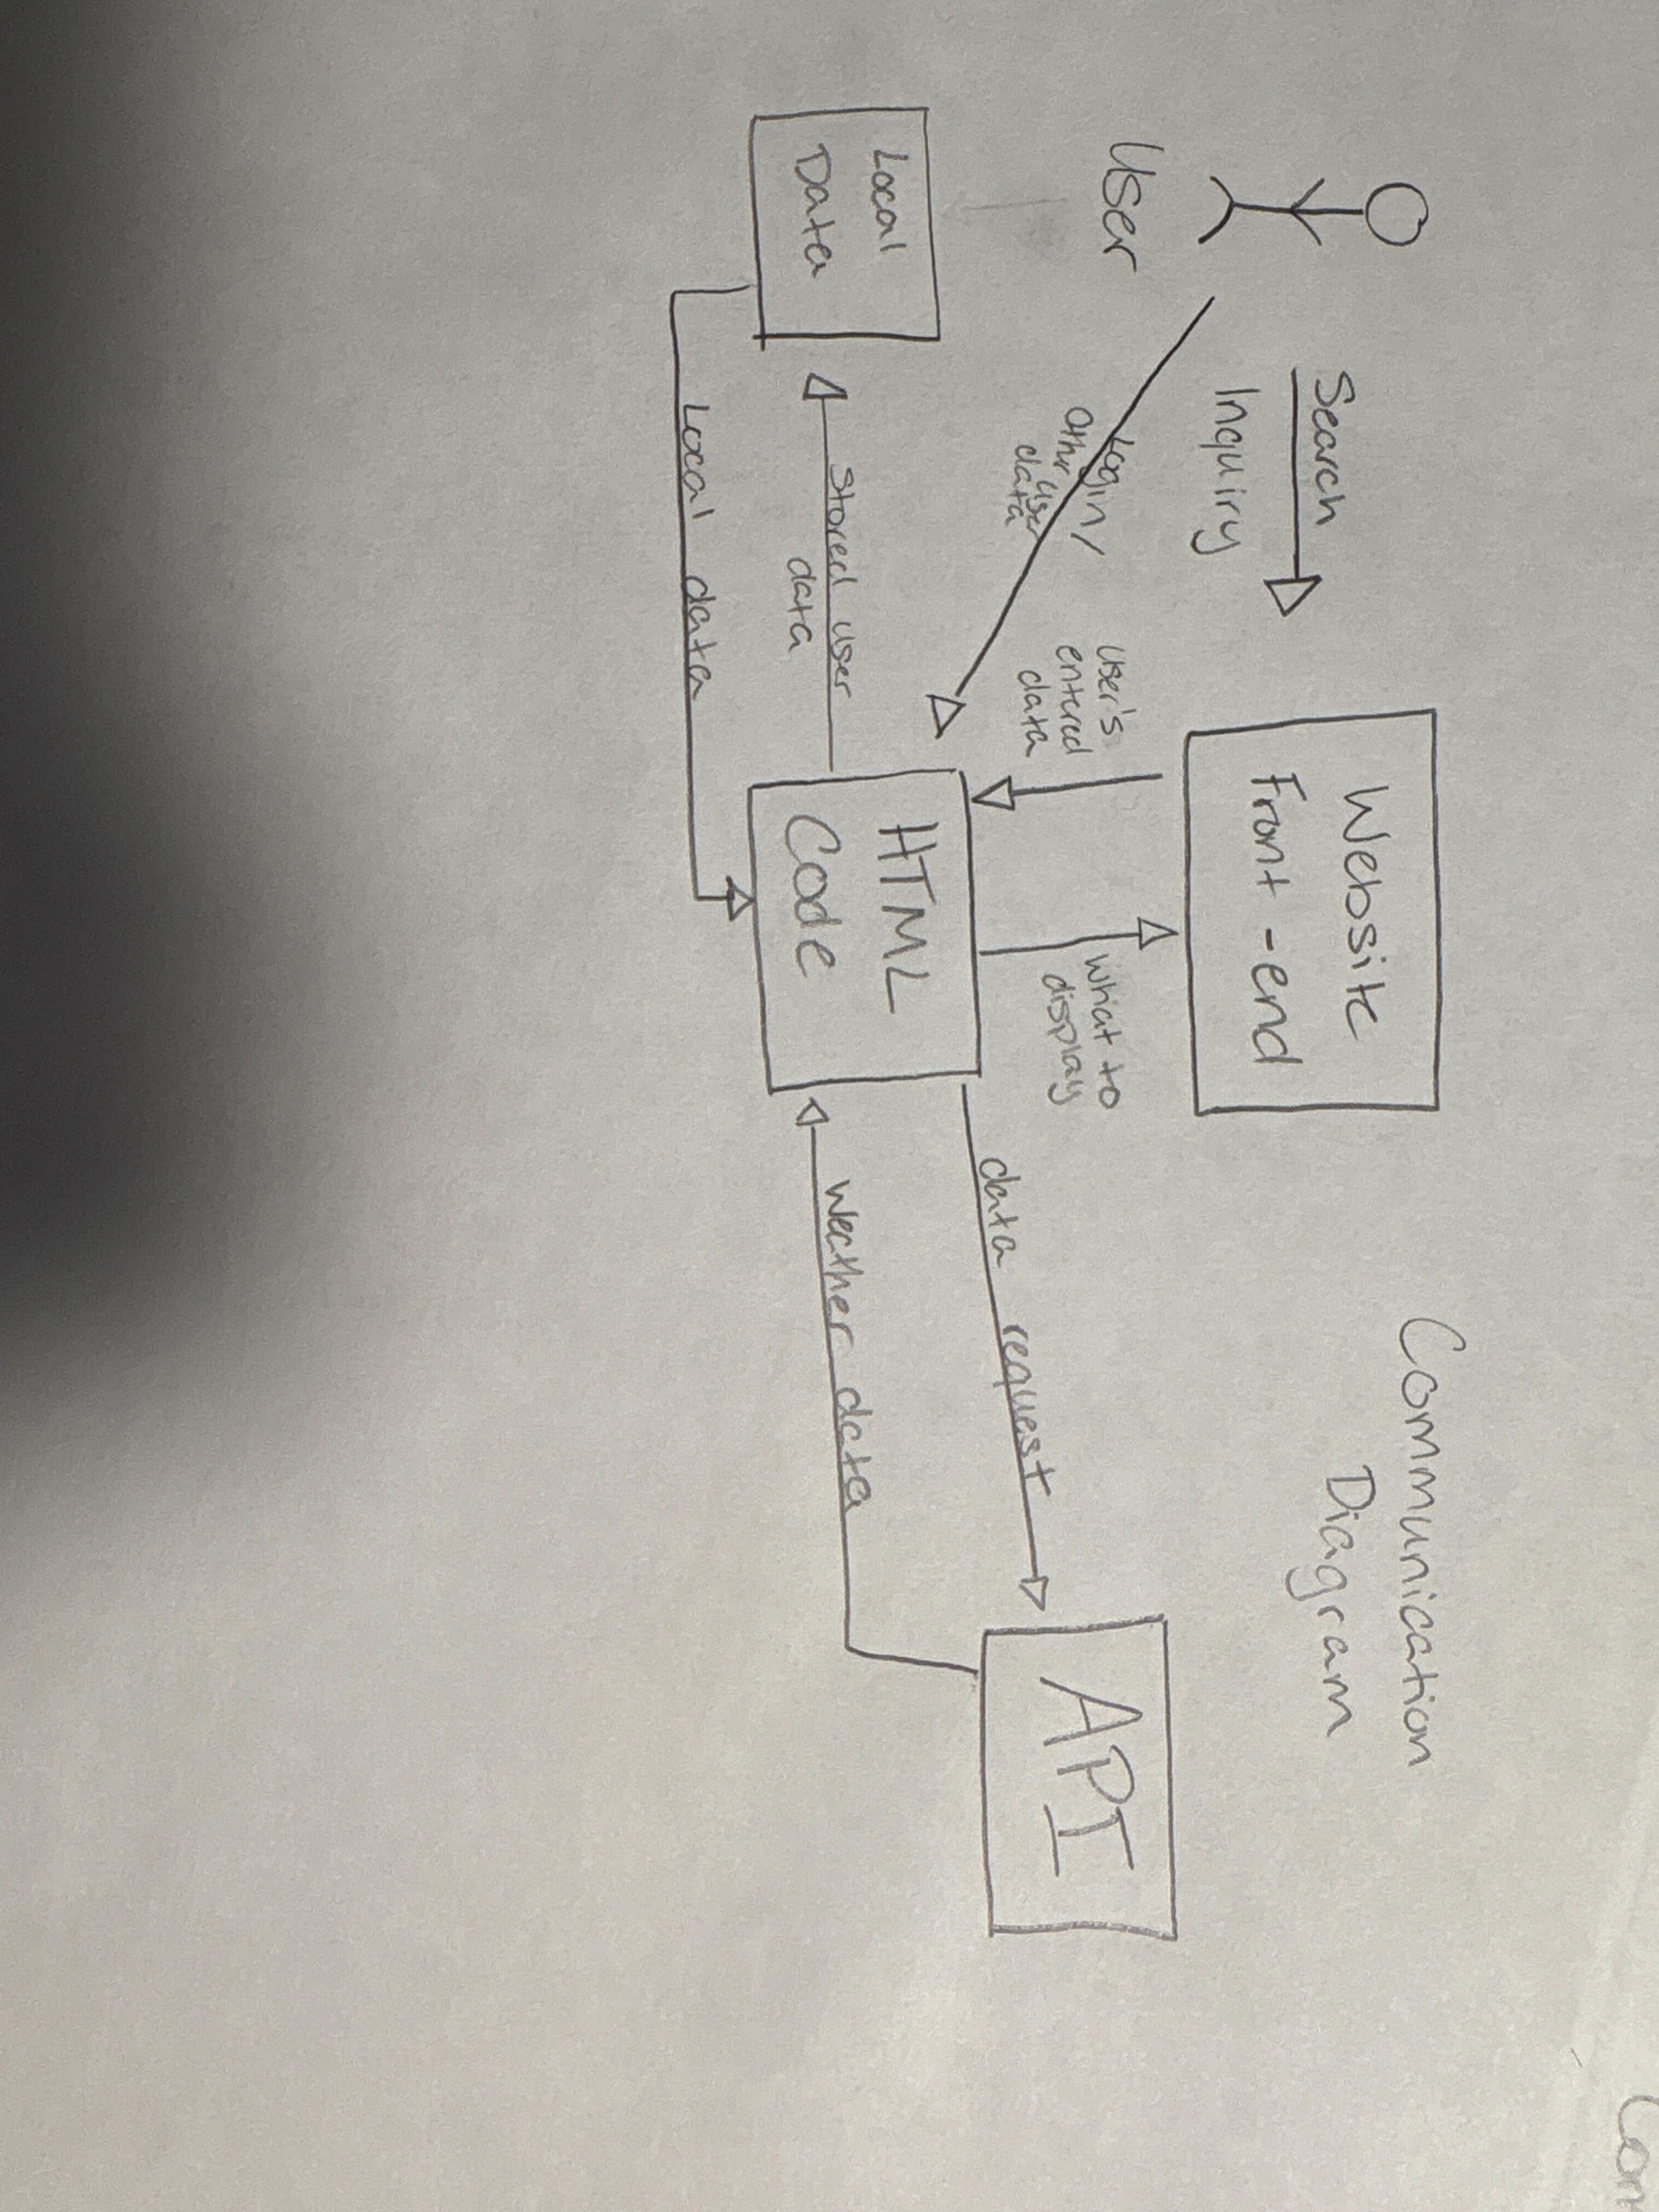 Communication
Diagram
User
Search
Inquiry
Website
Front-end
Login/
other user
data
user's
entered
data
what to
display
Local
Data
Stored user
data
HTML
Code
data request
API
weather data
Local data
Con